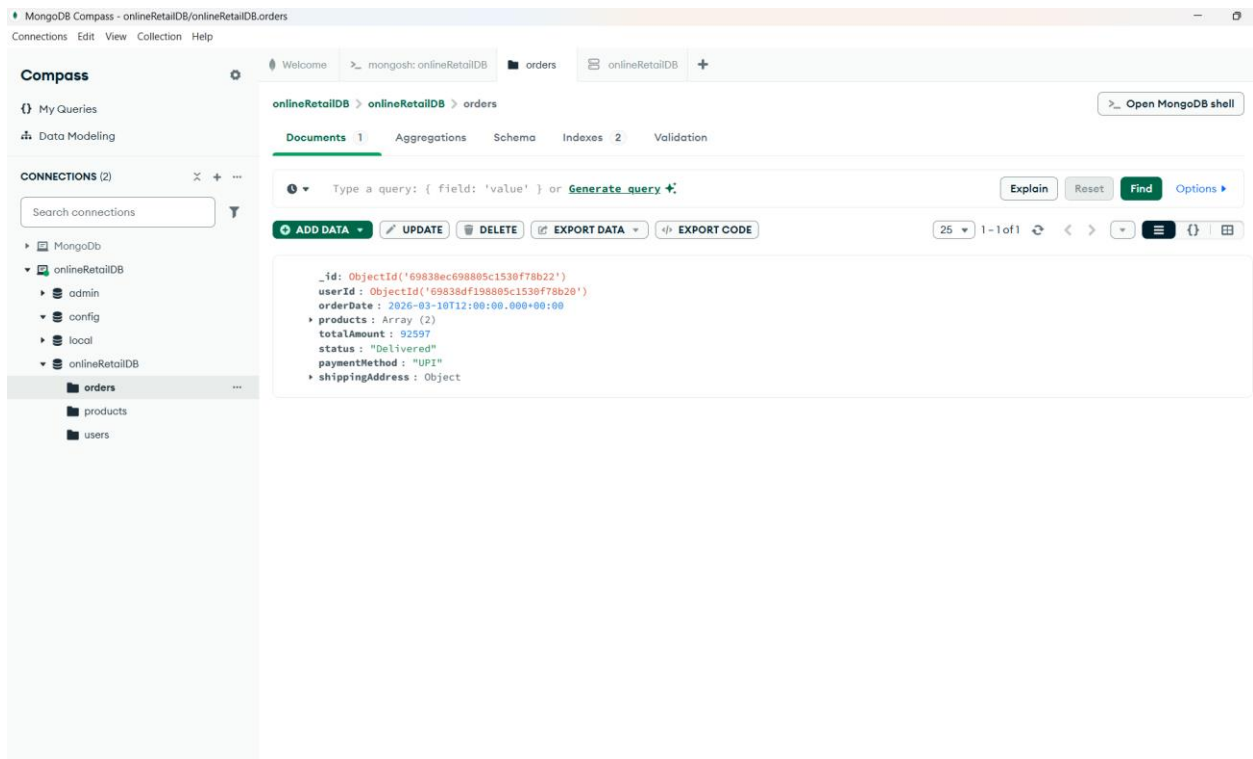 MongoDB Compass - onlineRetailDB/onlineRetailDB.orders
Connections Edit View Collection Help
Compass
{} My Queries
Data Modeling
CONNECTIONS (2)
Search connections
MongoDb
onlineRetailDB
admin
config
local
onlineRetailDB
orders
products
users
Welcome >_ mongosh: onlineRetailDB orders onlineRetailDB +
onlineRetailDB > onlineRetailDB > orders >_ Open MongoDB shell
Documents 1 Aggregations Schema Indexes 2 Validation
Type a query: { field: 'value' } or Generate query Explain Reset Find Options
ADD DATA UPDATE DELETE EXPORT DATA </> EXPORT CODE 25 1-1 of 1 {}
_id: ObjectId('69838ec698805c1530f78b22')
userId : ObjectId('69838df198805c1530f78b20')
orderDate : 2026-03-10T12:00:00.000+00:00
products : Array (2)
totalAmount : 92597
status : "Delivered"
paymentMethod : "UPI"
shippingAddress : Object